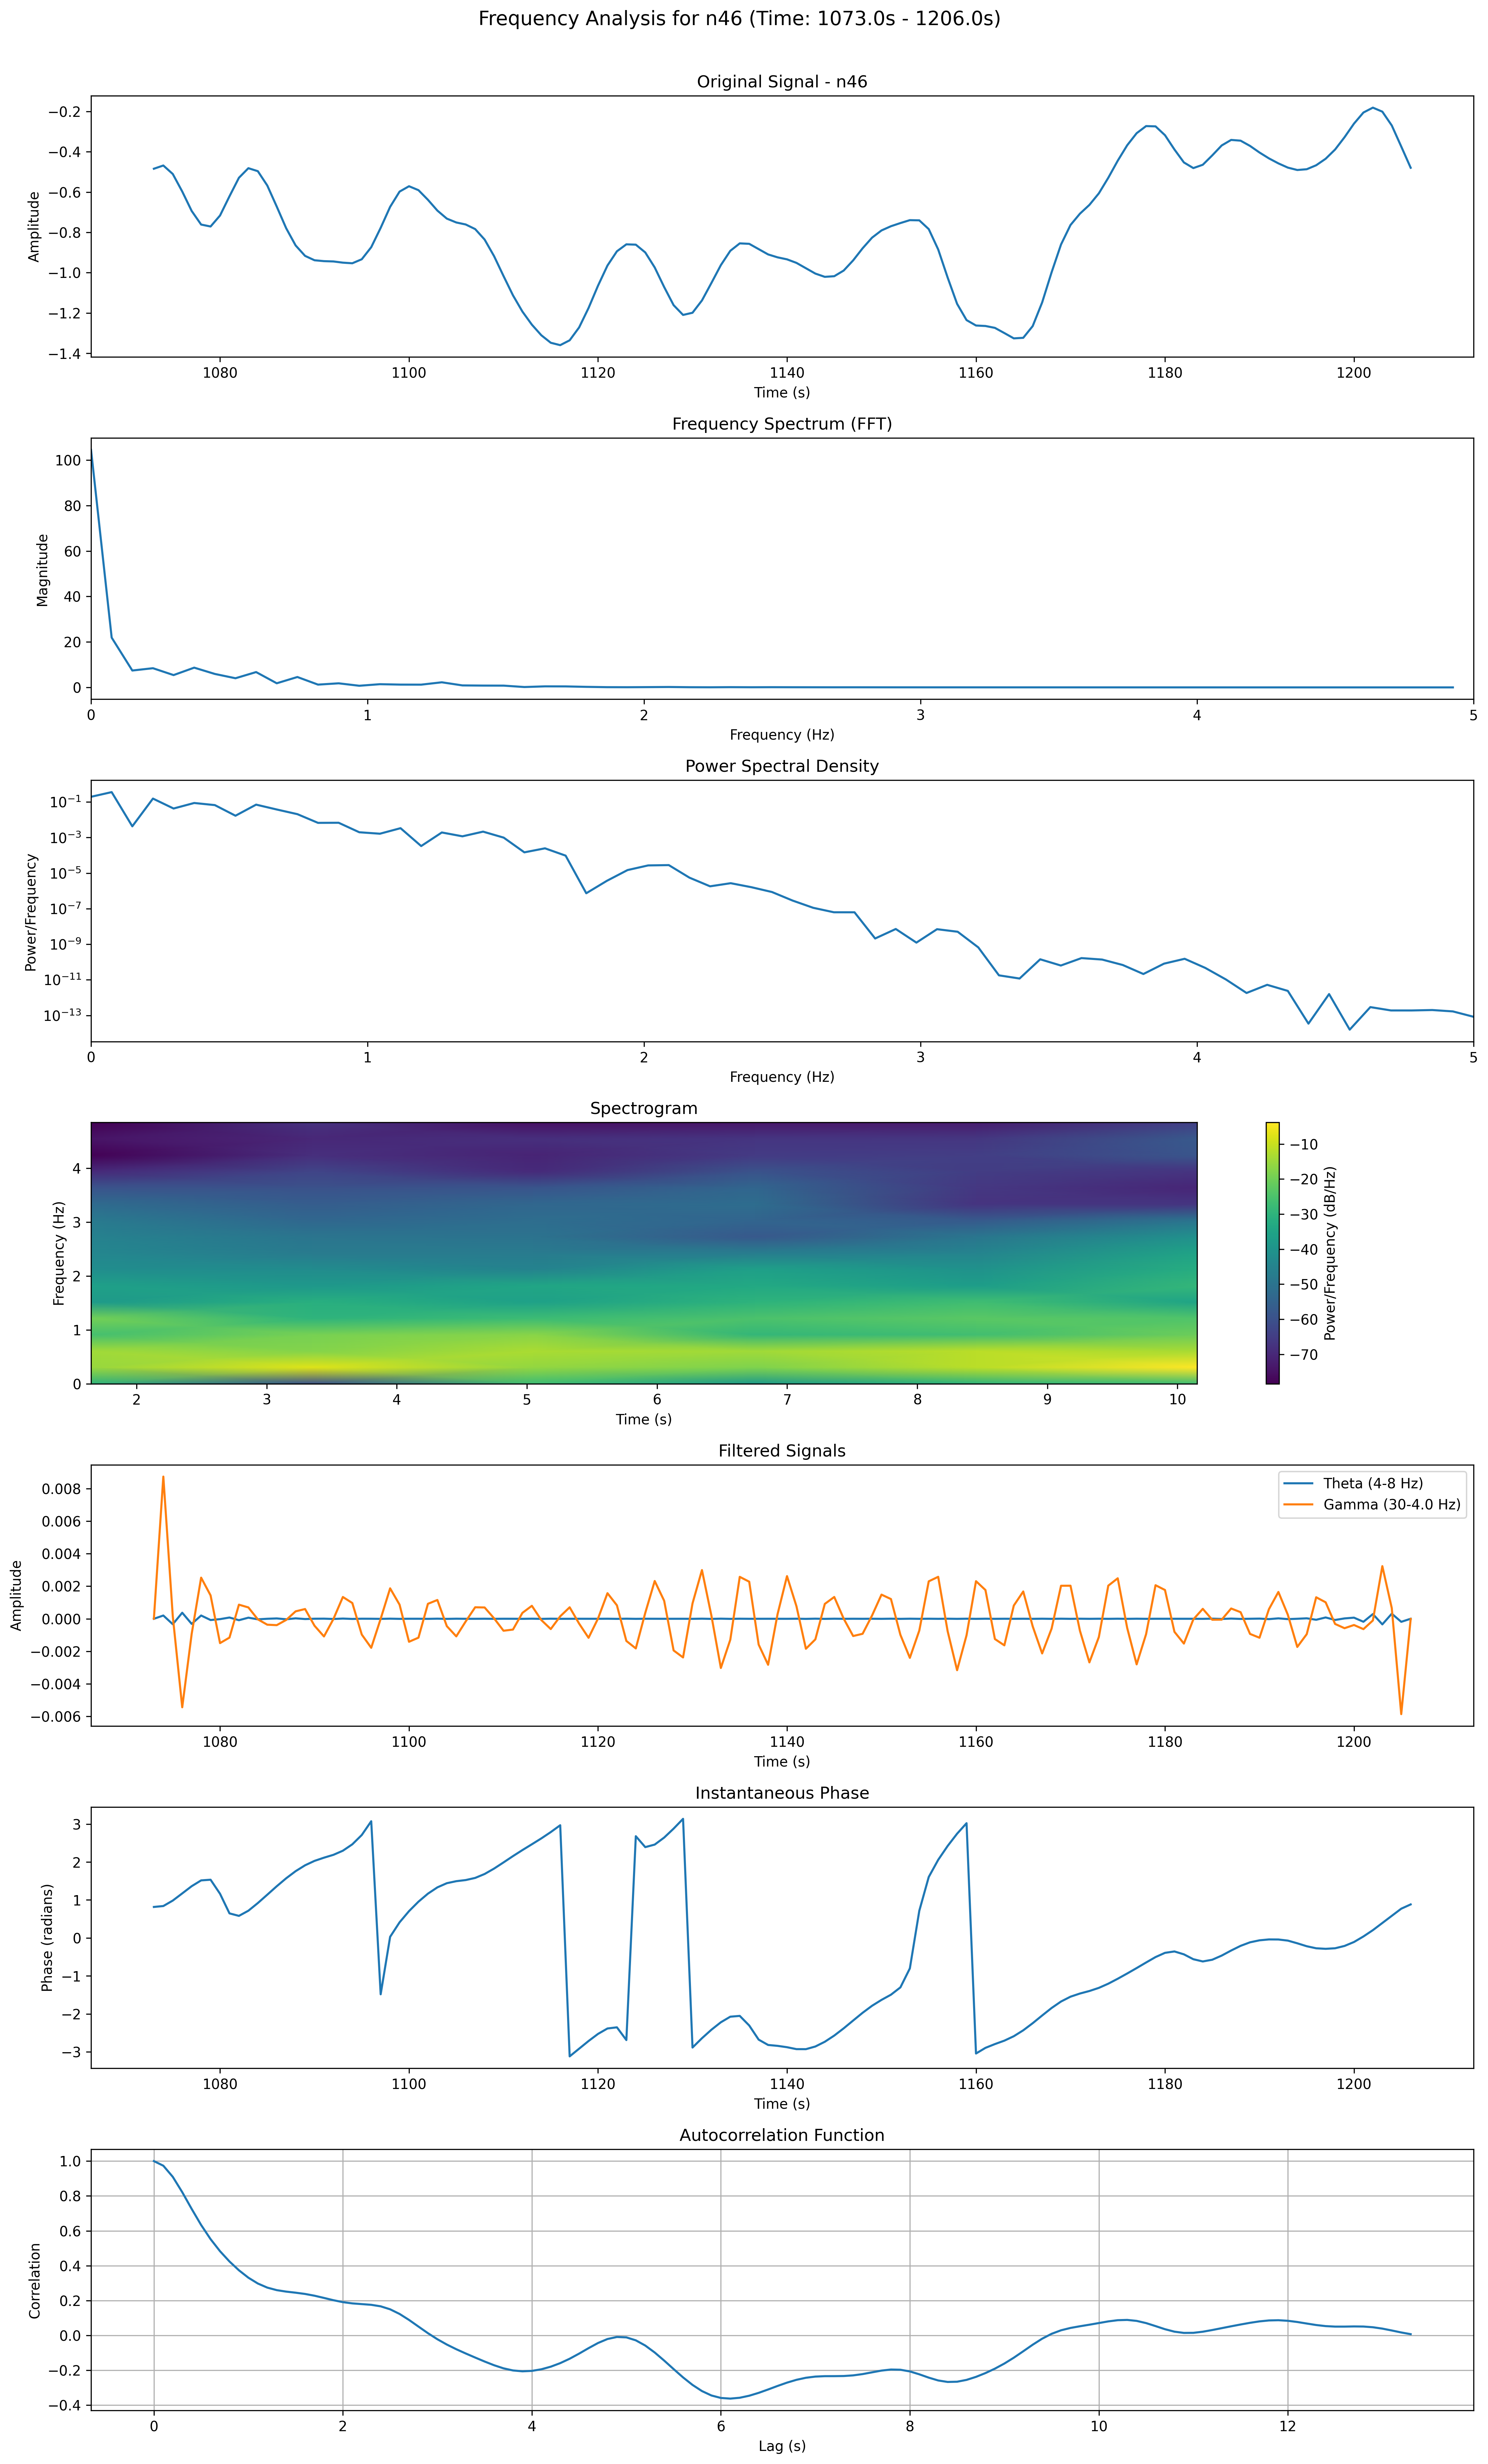 Frequency Analysis for n46 (Time: 1073.0s - 1206.0s)
Original Signal - n46
Amplitude
−0.2
−0.4
−0.6
−0.8
−1.0
−1.2
−1.4
1080 1100 1120 1140 1160 1180 1200
Time (s)
Frequency Spectrum (FFT)
Magnitude
100
80
60
40
20
0
0 1 2 3 4 5
Frequency (Hz)
Power Spectral Density
Power/Frequency
10⁻¹
10⁻³
10⁻⁵
10⁻⁷
10⁻⁹
10⁻¹¹
10⁻¹³
0 1 2 3 4 5
Frequency (Hz)
Spectrogram
Frequency (Hz)
4
3
2
1
0
2 3 4 5 6 7 8 9 10
Time (s)
−10
−20
−30
−40
−50
−60
−70
Power/Frequency (dB/Hz)
Filtered Signals
Amplitude
0.008
0.006
0.004
0.002
0.000
−0.002
−0.004
−0.006
Theta (4-8 Hz)
Gamma (30-4.0 Hz)
1080 1100 1120 1140 1160 1180 1200
Time (s)
Instantaneous Phase
Phase (radians)
3
2
1
0
−1
−2
−3
1080 1100 1120 1140 1160 1180 1200
Time (s)
Autocorrelation Function
Correlation
1.0
0.8
0.6
0.4
0.2
0.0
−0.2
−0.4
0 2 4 6 8 10 12
Lag (s)